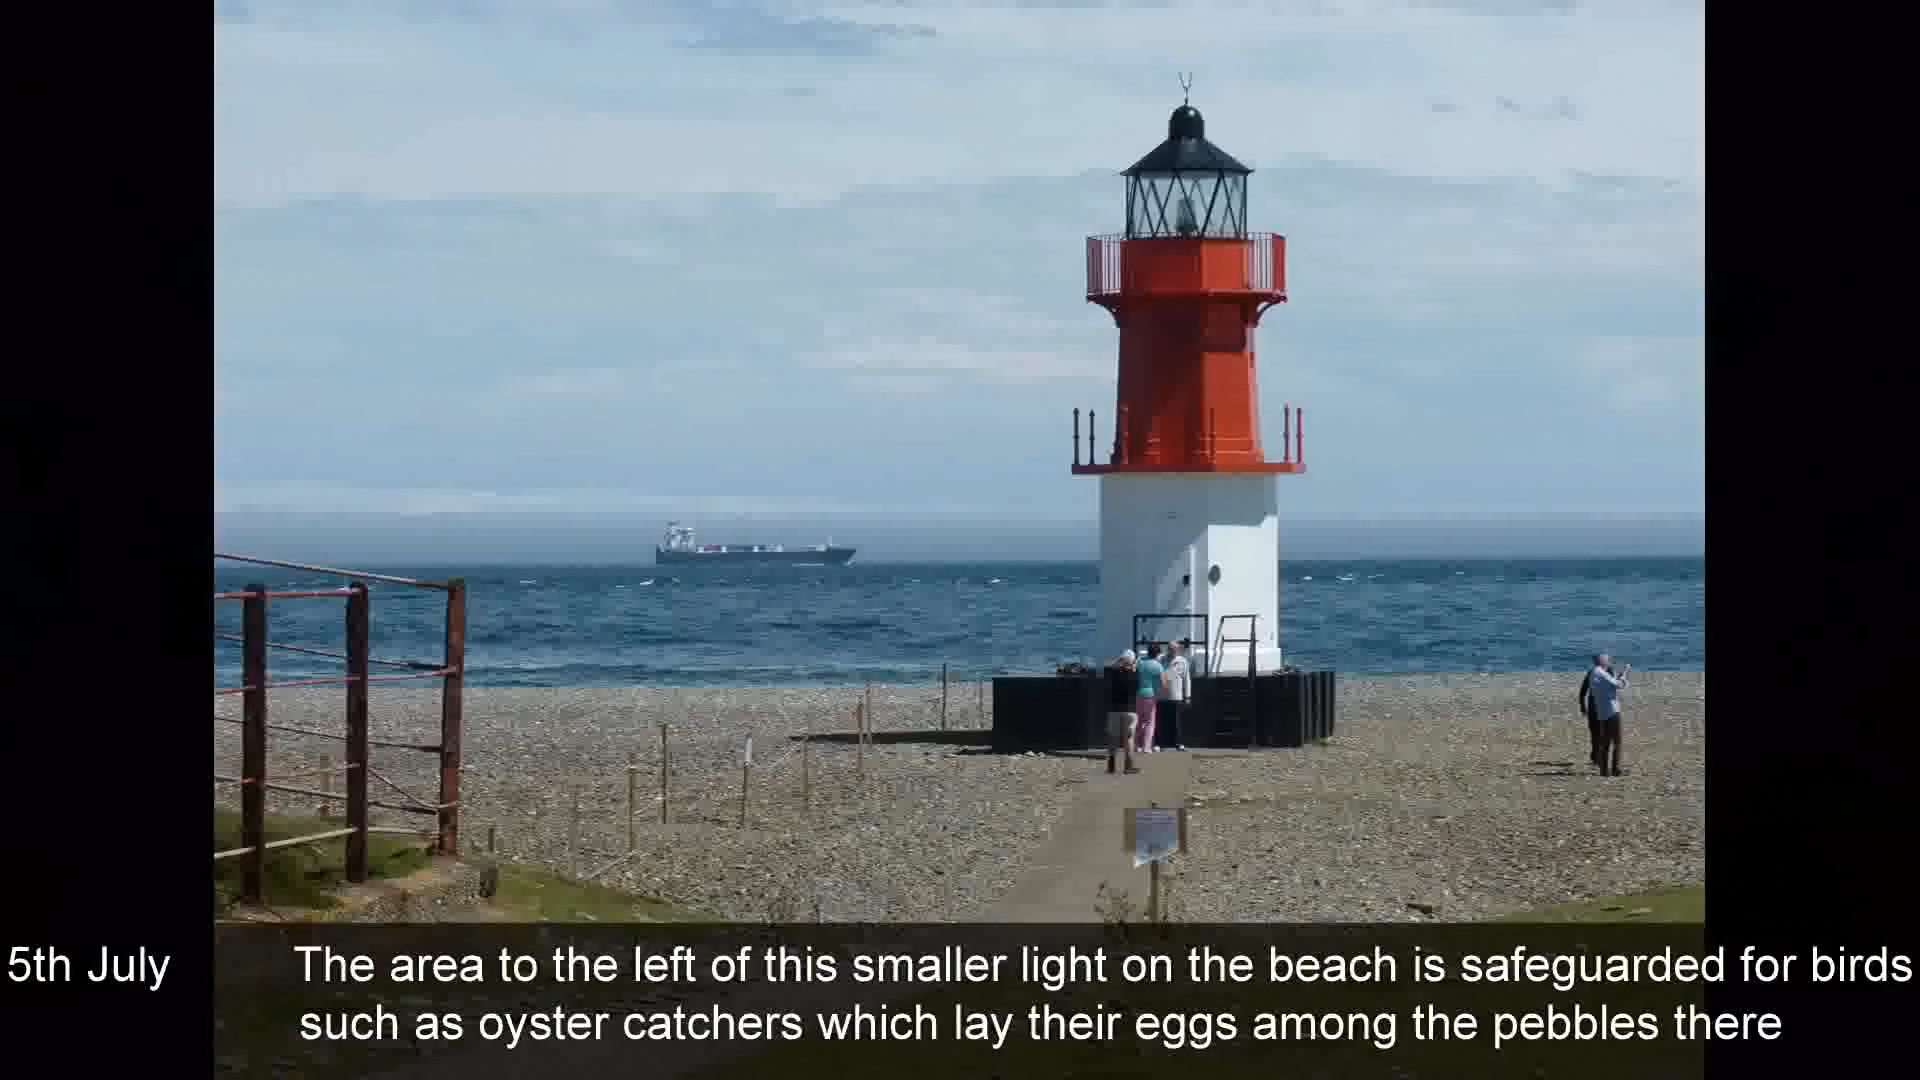 5th July The area to the left of this smaller light on the beach is safeguarded for birds
such as oyster catchers which lay their eggs among the pebbles there